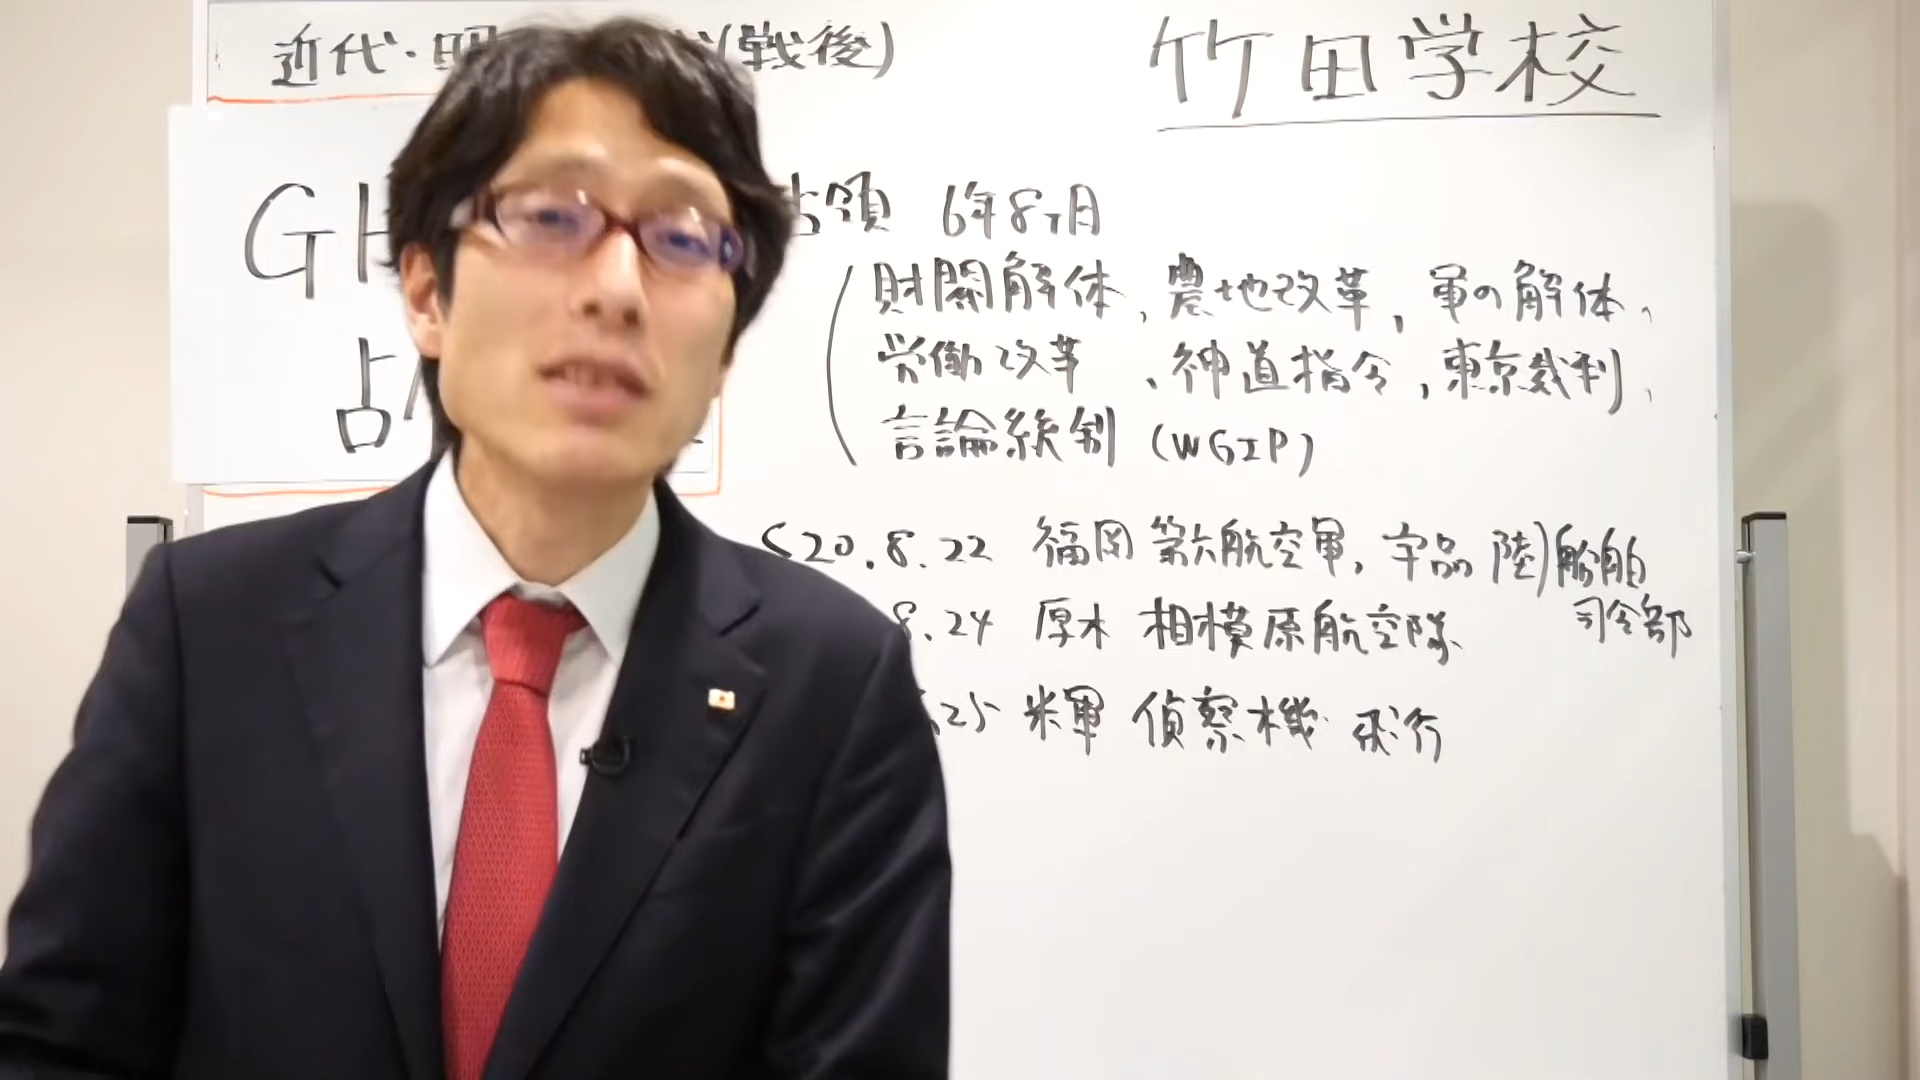 近代・昭 (戦後)
竹田学校
G
占
占領 6年8ヶ月
財閥解体、農地改革、軍の解体、
労働改革、神道指令、東京裁判、
言論統制 (WGIP)
S20.8.22 福岡 第六航空軍、宇品 陸)船舶
司令部
8.24 厚木 相模原航空隊
.25 米軍 偵察機 飛行